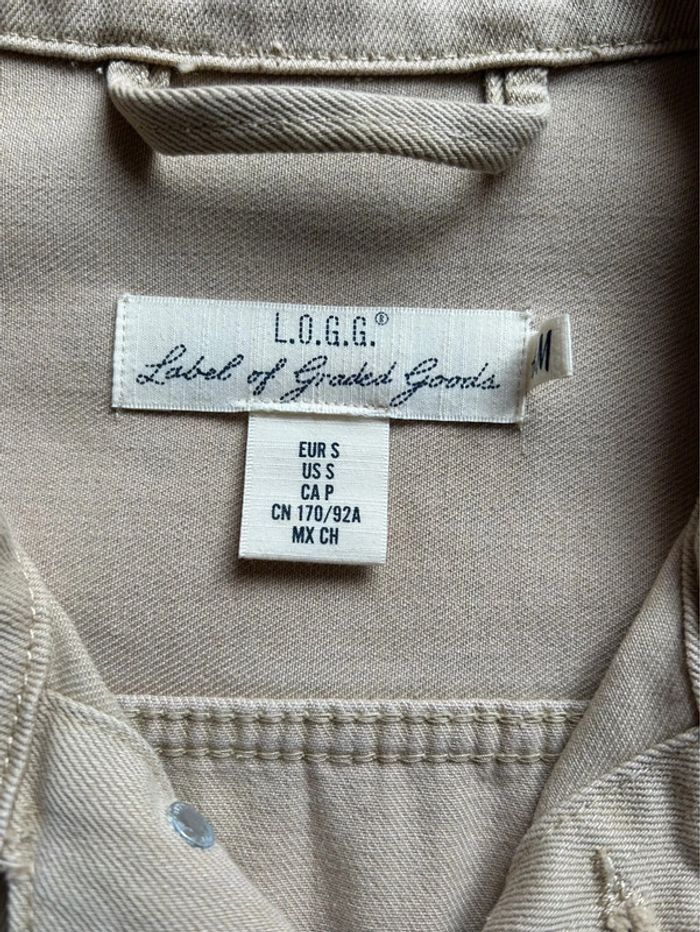 L.O.G.G.®
Label of Graded Goods
EUR S
US S
CA P
CN 170/92A
MX CH